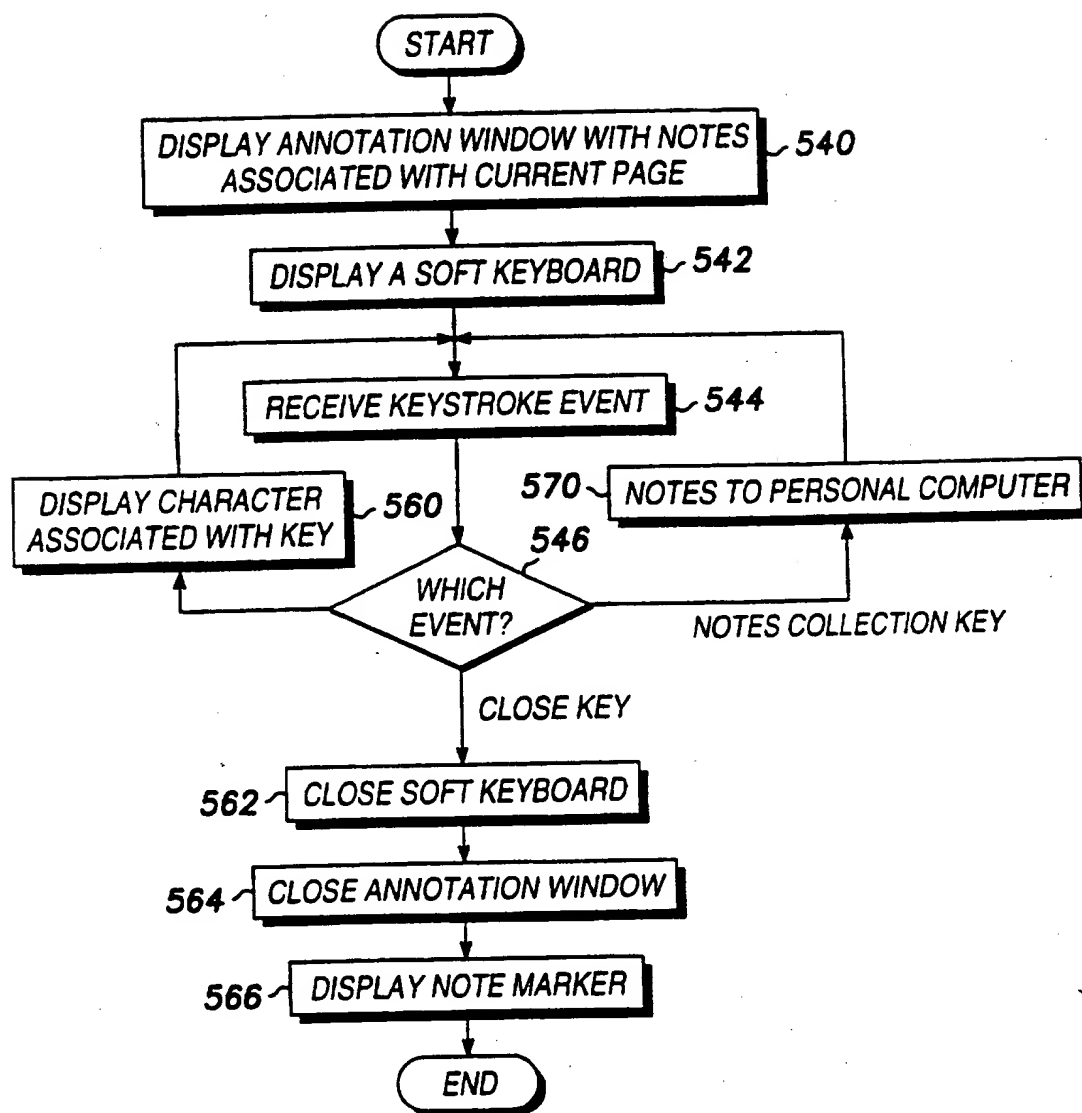 START
DISPLAY ANNOTATION WINDOW WITH NOTES
ASSOCIATED WITH CURRENT PAGE
540
DISPLAY A SOFT KEYBOARD
542
RECEIVE KEYSTROKE EVENT
544
DISPLAY CHARACTER
ASSOCIATED WITH KEY
560
570
NOTES TO PERSONAL COMPUTER
546
WHICH
EVENT?
NOTES COLLECTION KEY
CLOSE KEY
562
CLOSE SOFT KEYBOARD
564
CLOSE ANNOTATION WINDOW
566
DISPLAY NOTE MARKER
END